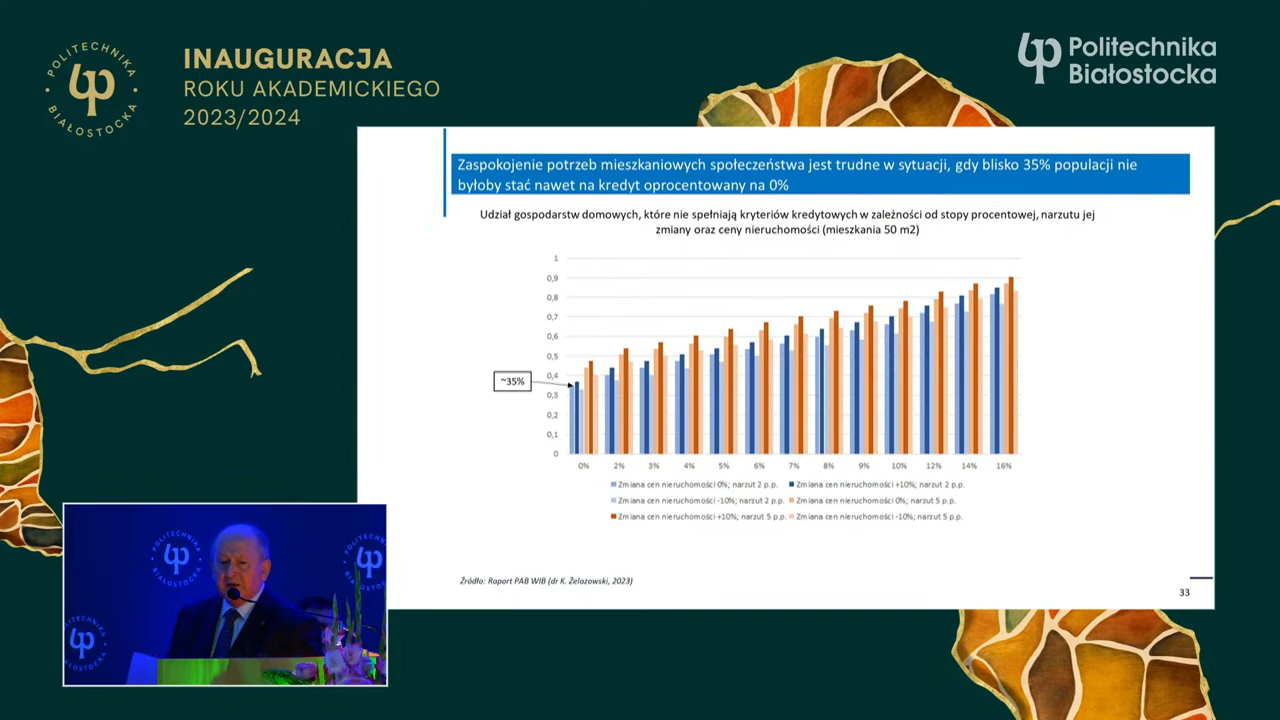 POLITECHNIKA
BIAŁOSTOCKA
INAUGURACJA
ROKU AKADEMICKIEGO
2023/2024
Politechnika
Białostocka
Zaspokojenie potrzeb mieszkaniowych społeczeństwa jest trudne w sytuacji, gdy blisko 35% populacji nie
byłoby stać nawet na kredyt oprocentowany na 0%
Udział gospodarstw domowych, które nie spełniają kryteriów kredytowych w zależności od stopy procentowej, narzutu jej
zmiany oraz ceny nieruchomości (mieszkania 50 m2)
1
0,9
0,8
0,7
0,6
0,5
0,4
0,3
0,2
0,1
0
~35%
0% 2% 3% 4% 5% 6% 7% 8% 9% 10% 12% 14% 16%
Zmiana cen nieruchomości 0%; narzut 2 p.p. Zmiana cen nieruchomości +10%; narzut 2 p.p.
Zmiana cen nieruchomości -10%; narzut 2 p.p. Zmiana cen nieruchomości 0%; narzut 5 p.p.
Zmiana cen nieruchomości +10%; narzut 5 p.p. Zmiana cen nieruchomości -10%; narzut 5 p.p.
Źródło: Raport PAB WIB (dr K. Żelazowski, 2023)
33
POLITECHNIKA
BIAŁOSTOCKA